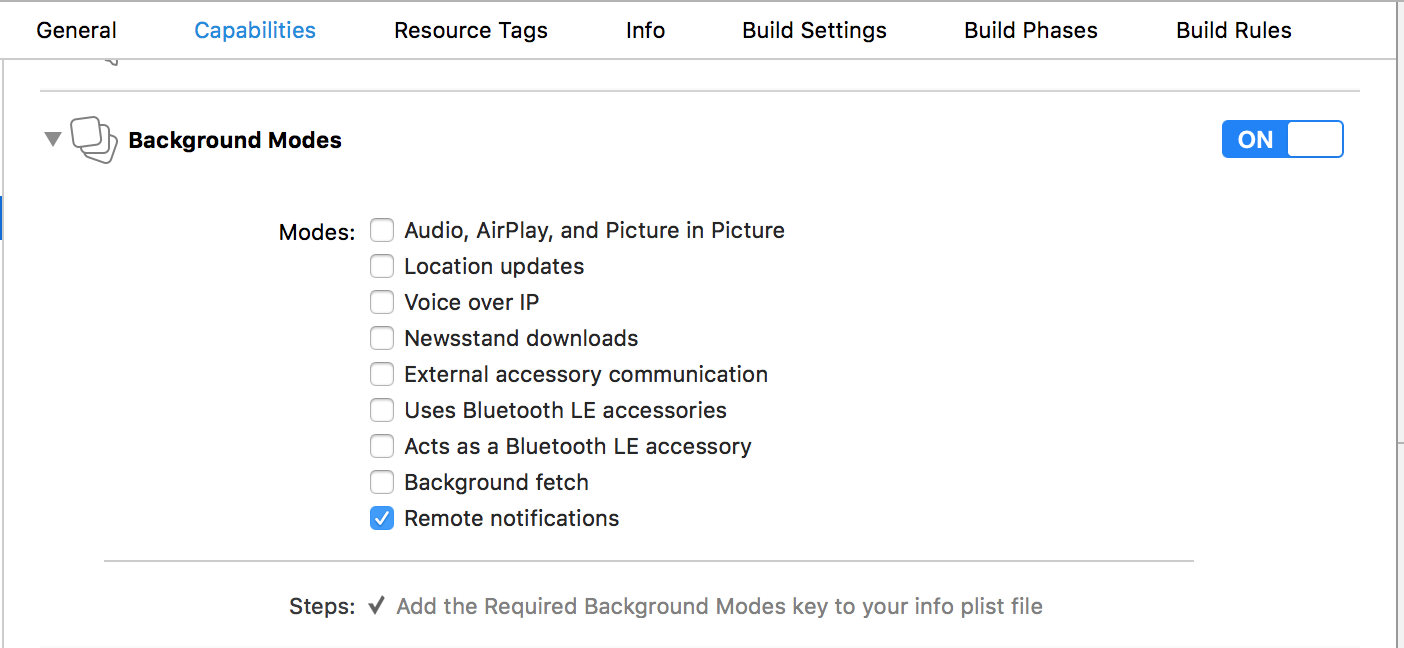 General Capabilities Resource Tags Info Build Settings Build Phases Build Rules
Background Modes ON
Modes: Audio, AirPlay, and Picture in Picture
Location updates
Voice over IP
Newsstand downloads
External accessory communication
Uses Bluetooth LE accessories
Acts as a Bluetooth LE accessory
Background fetch
Remote notifications
Steps: Add the Required Background Modes key to your info plist file